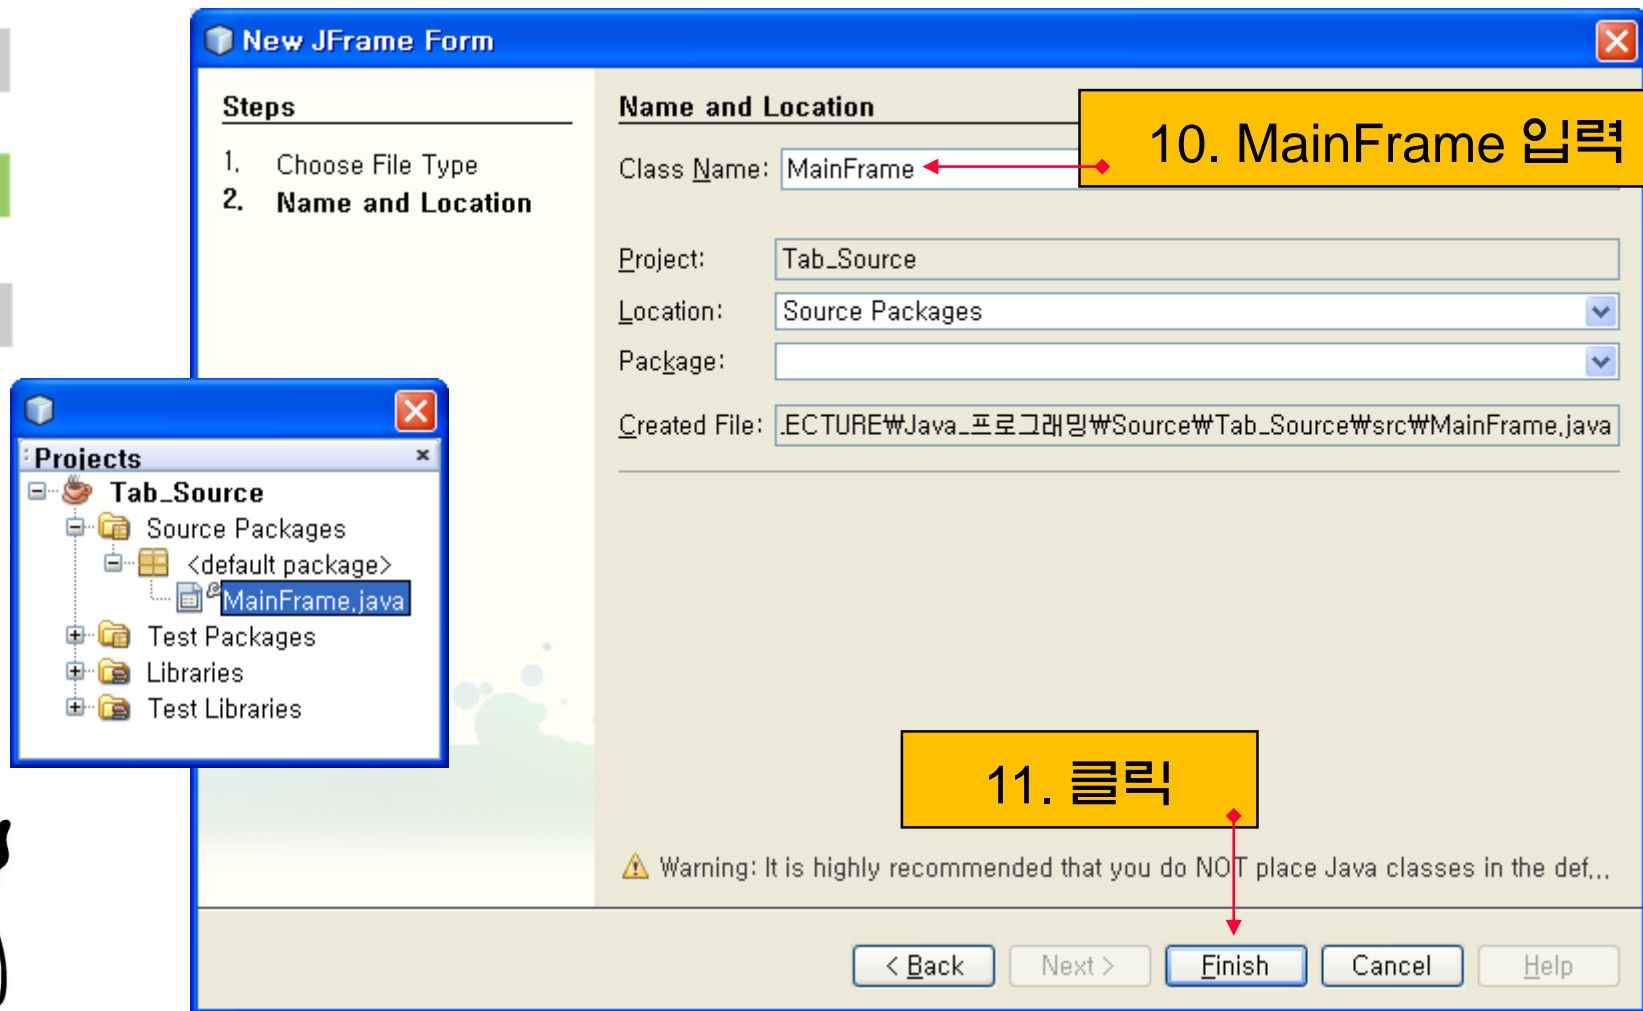 New JFrame Form
Steps
1. Choose File Type
2. Name and Location
Name and Location
10. MainFrame 입력
Class Name: MainFrame
Project: Tab_Source
Location: Source Packages
Package:
Created File: .ECTURE₩Java_프로그래밍₩Source₩Tab_Source₩src₩MainFrame.java
Projects
Tab_Source
Source Packages
<default package>
MainFrame.java
Test Packages
Libraries
Test Libraries
11. 클릭
Warning: It is highly recommended that you do NOT place Java classes in the def...
< Back
Next >
Finish
Cancel
Help